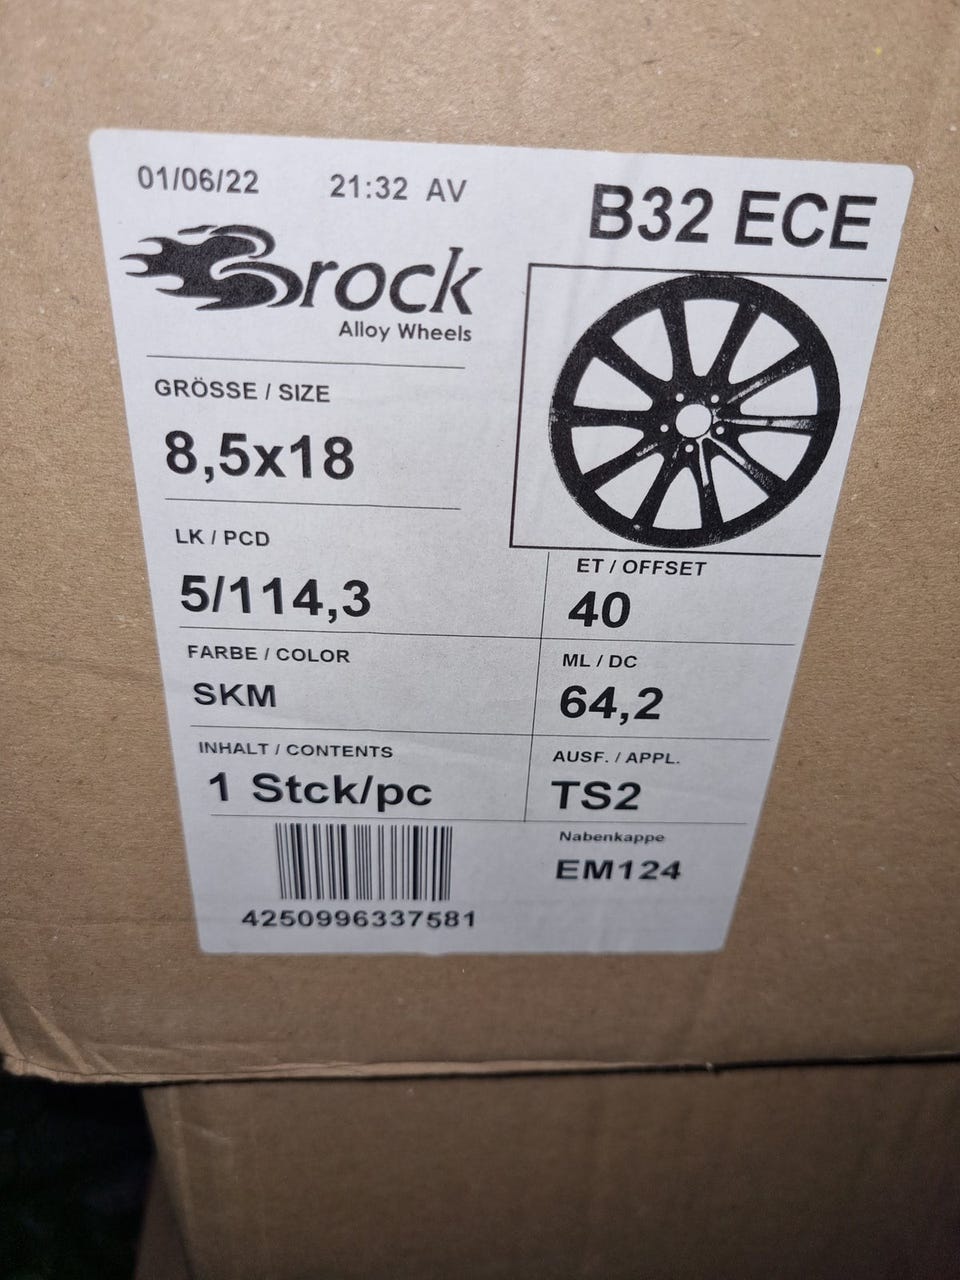 01/06/22 21:32 AV
B32 ECE
Brock
Alloy Wheels
GRÖSSE / SIZE
8,5x18
LK / PCD
5/114,3
ET / OFFSET
40
FARBE / COLOR
SKM
ML / DC
64,2
INHALT / CONTENTS
1 Stck/pc
AUSF. / APPL.
TS2
Nabenkappe
EM124
4250996337581